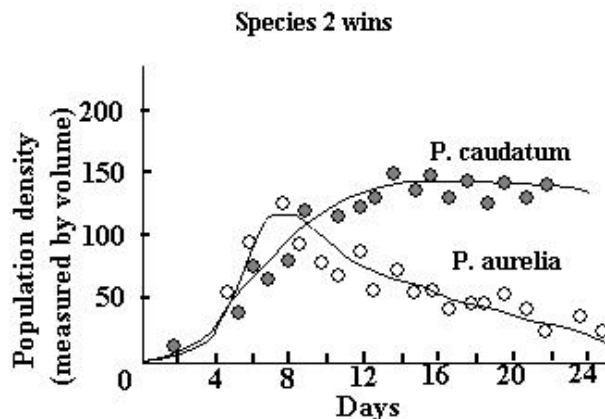 Species 2 wins
Population density
(measured by volume)
200
150
100
50
0
P. caudatum
P. aurelia
4
8
12
16
20
24
Days